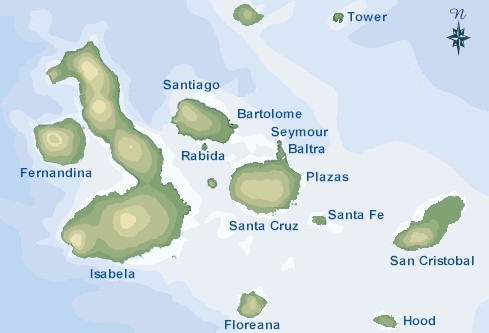 N
Tower
Santiago
Bartolome
Seymour
Rabida
Baltra
Fernandina
Plazas
Santa Fe
Santa Cruz
San Cristobal
Isabela
Floreana
Hood